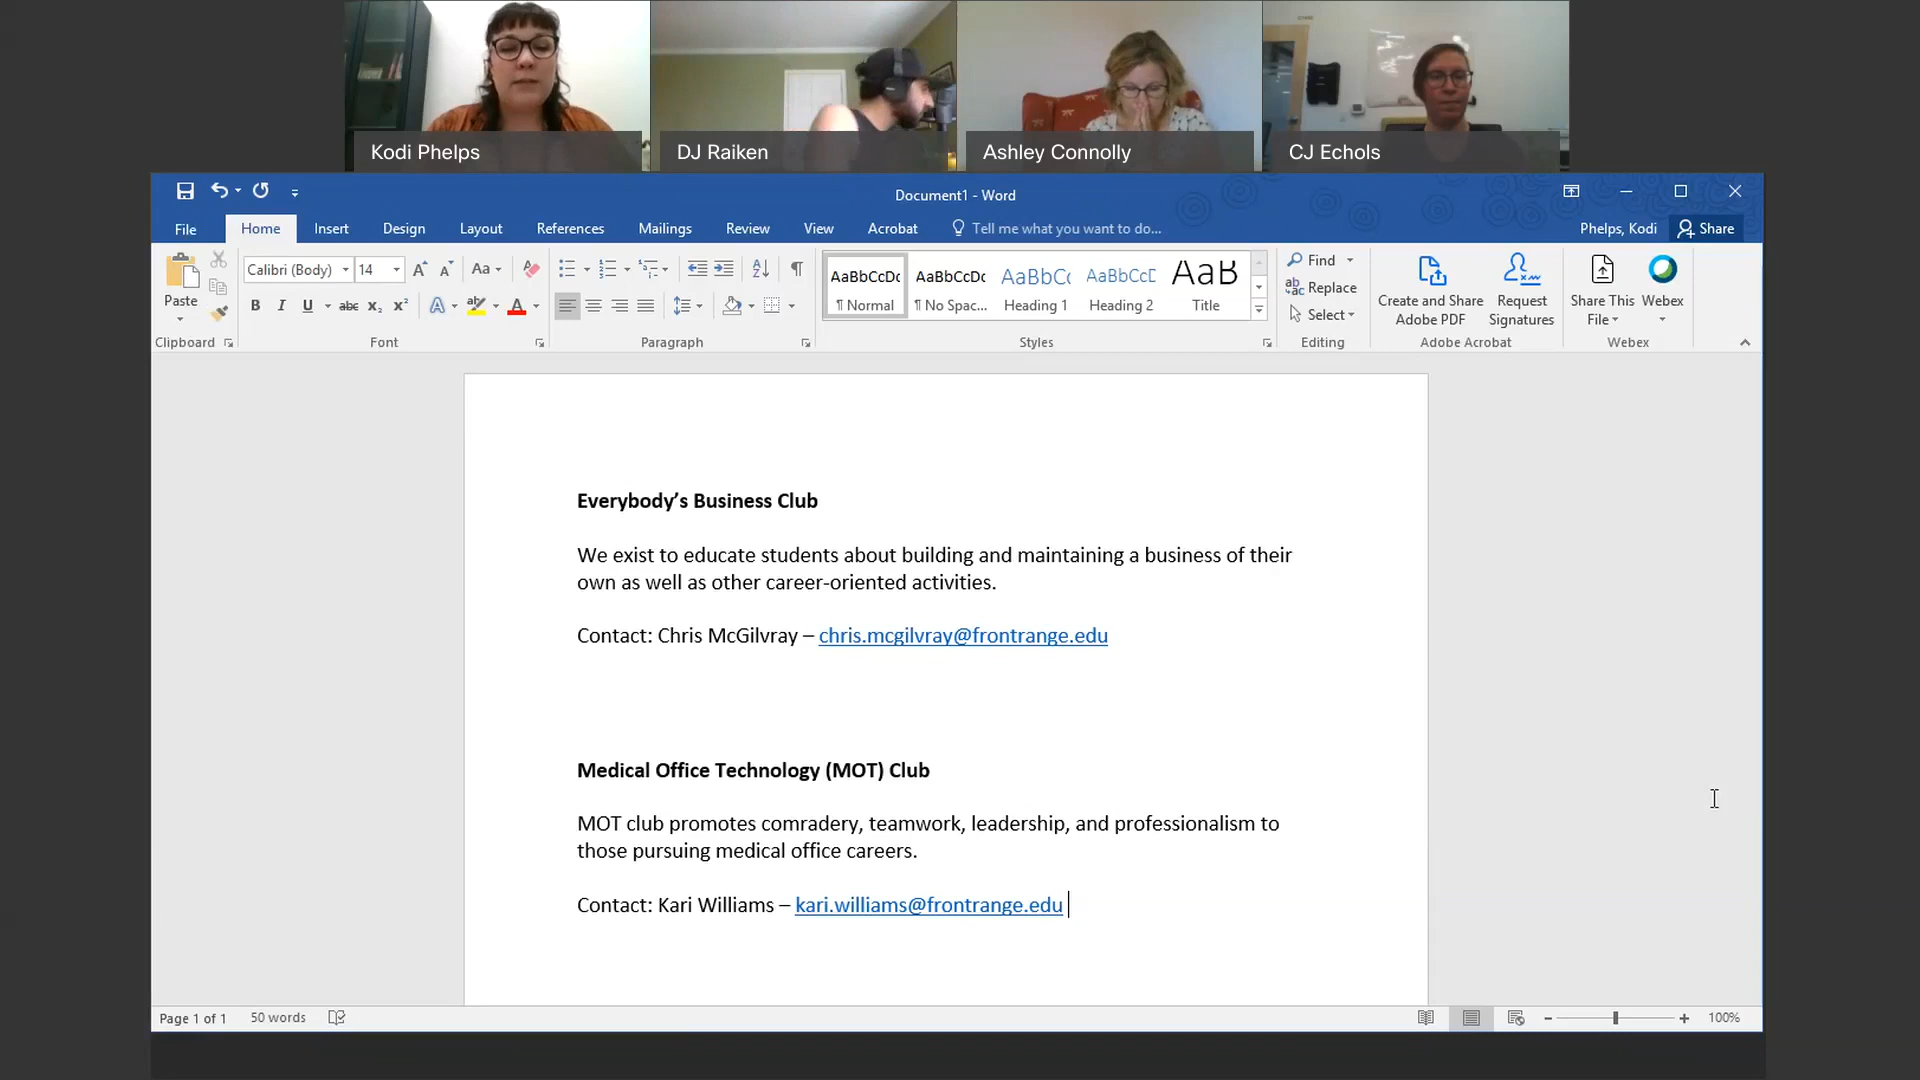 Kodi Phelps
DJ Raiken
Ashley Connolly
CJ Echols
Document1 - Word
File Home Insert Design Layout References Mailings Review View Acrobat Tell me what you want to do... Phelps, Kodi Share
Paste
Calibri (Body) 14
Aa
B I U abc X₂ X² A A
AaBbCcDc AaBbCcDc AaBbC( AaBbCcD AaB
¶ Normal ¶ No Spac... Heading 1 Heading 2 Title
Find
Replace
Select
Create and Share
Adobe PDF
Request
Signatures
Share This
File
Webex
Clipboard Font Paragraph Styles Editing Adobe Acrobat Webex
Everybody’s Business Club
We exist to educate students about building and maintaining a business of their
own as well as other career-oriented activities.
Contact: Chris McGilvray – chris.mcgilvray@frontrange.edu
Medical Office Technology (MOT) Club
MOT club promotes comradery, teamwork, leadership, and professionalism to
those pursuing medical office careers.
Contact: Kari Williams – kari.williams@frontrange.edu
Page 1 of 1 50 words 100%